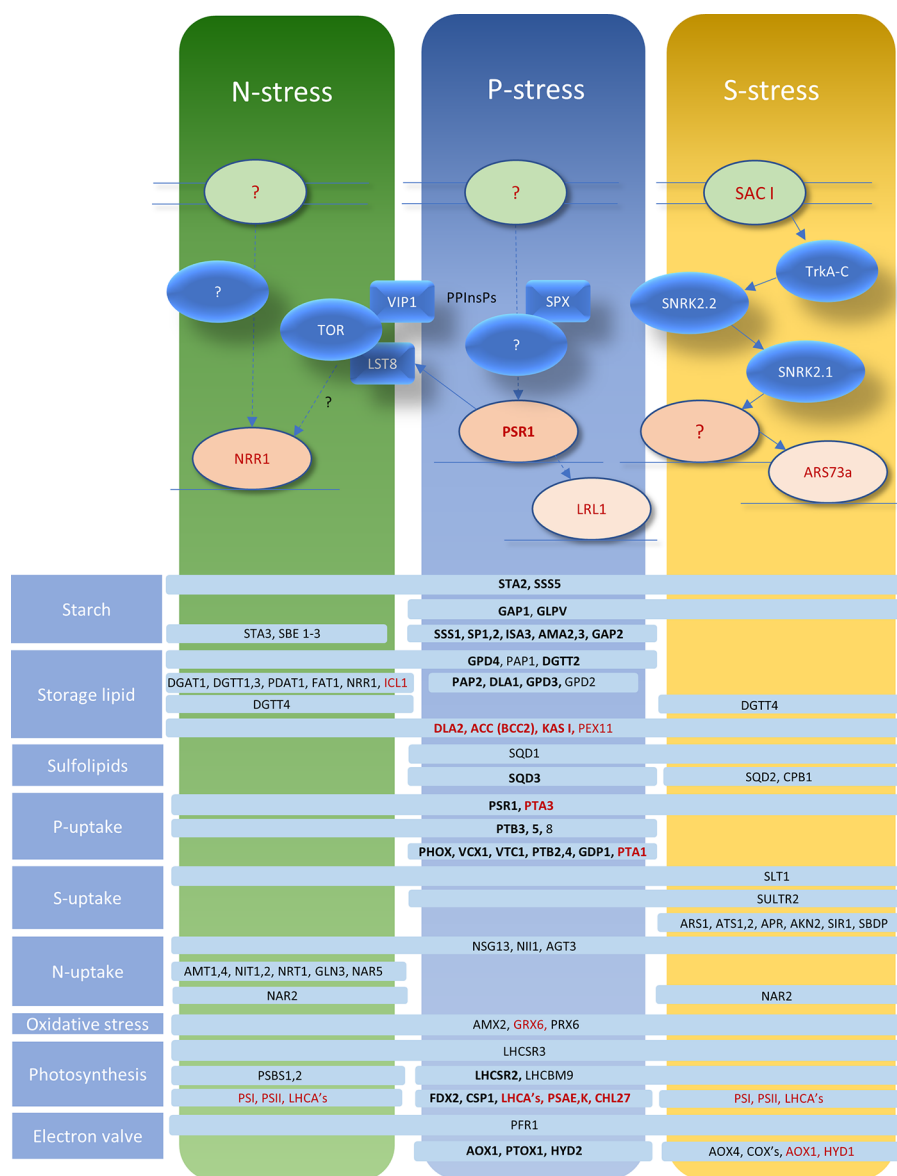 N-stress
P-stress
S-stress
?
?
SAC I
?
VIP1
PPInsPs
SPX
TrkA-C
SNRK2.2
TOR
LST8
?
SNRK2.1
?
NRR1
PSR1
?
ARS73a
LRL1
Starch
STA2, SSS5
GAP1, GLPV
STA3, SBE 1-3
SSS1, SP1,2, ISA3, AMA2,3, GAP2
Storage lipid
GPD4, PAP1, DGTT2
DGAT1, DGTT1,3, PDAT1, FAT1, NRR1, ICL1
PAP2, DLA1, GPD3, GPD2
DGTT4
DGTT4
DLA2, ACC (BCC2), KAS I, PEX11
Sulfolipids
SQD1
SQD3
SQD2, CPB1
P-uptake
PSR1, PTA3
PTB3, 5, 8
PHOX, VCX1, VTC1, PTB2,4, GDP1, PTA1
S-uptake
SLT1
SULTR2
ARS1, ATS1,2, APR, AKN2, SIR1, SBDP
N-uptake
NSG13, NII1, AGT3
AMT1,4, NIT1,2, NRT1, GLN3, NAR5
NAR2
NAR2
Oxidative stress
AMX2, GRX6, PRX6
Photosynthesis
LHCSR3
PSBS1,2
LHCSR2, LHCBM9
PSI, PSII, LHCA's
FDX2, CSP1, LHCA's, PSAE,K, CHL27
PSI, PSII, LHCA's
Electron valve
PFR1
AOX1, PTOX1, HYD2
AOX4, COX's, AOX1, HYD1